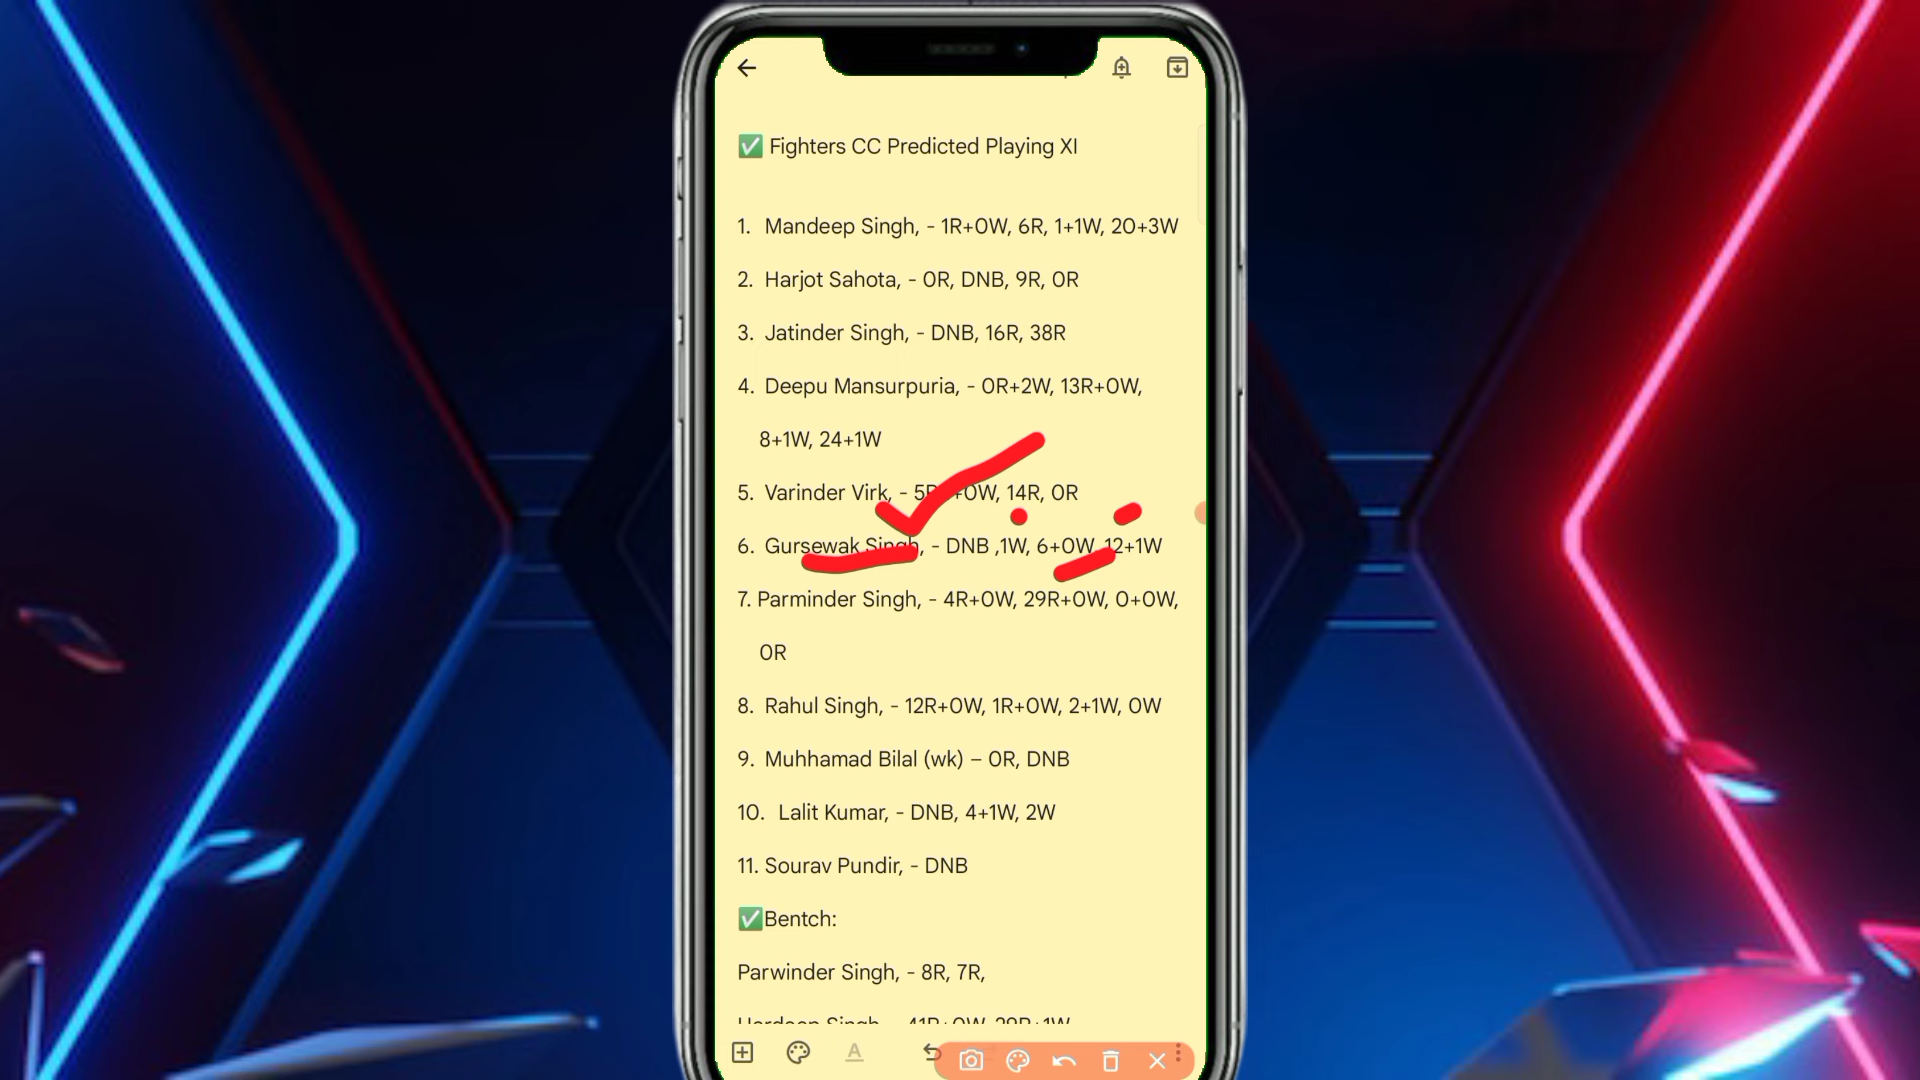 ✅ Fighters CC Predicted Playing XI
1. Mandeep Singh, - 1R+0W, 6R, 1+1W, 20+3W
2. Harjot Sahota, - 0R, DNB, 9R, 0R
3. Jatinder Singh, - DNB, 16R, 38R
4. Deepu Mansurpuria, - 0R+2W, 13R+0W,
8+1W, 24+1W
5. Varinder Virk, - +0W, 14R, 0R
6. Gursewak Singh, - DNB ,1W, 6+0W, 12+1W
7. Parminder Singh, - 4R+0W, 29R+0W, 0+0W,
0R
8. Rahul Singh, - 12R+0W, 1R+0W, 2+1W, 0W
9. Muhhamad Bilal (wk) – 0R, DNB
10. Lalit Kumar, - DNB, 4+1W, 2W
11. Sourav Pundir, - DNB
✅Bentch:
Parwinder Singh, - 8R, 7R,
Singh, 
A